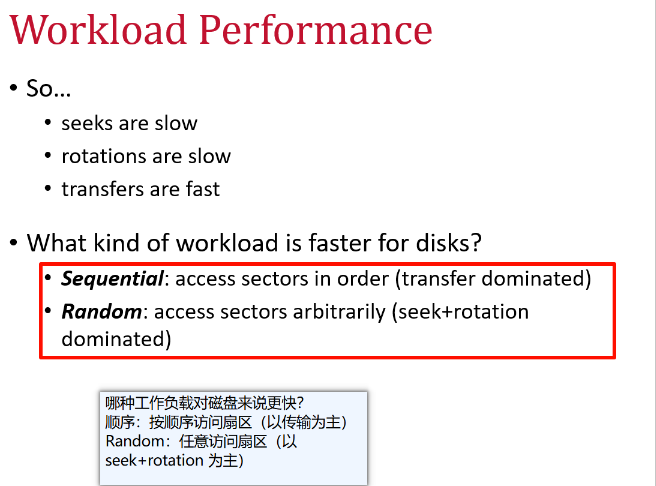 Workload Performance
• So…
• seeks are slow
• rotations are slow
• transfers are fast
• What kind of workload is faster for disks?
• Sequential: access sectors in order (transfer dominated)
• Random: access sectors arbitrarily (seek+rotation
dominated)
哪种工作负载对磁盘来说更快?
顺序：按顺序访问扇区（以传输为主）
Random：任意访问扇区（以
seek+rotation 为主）